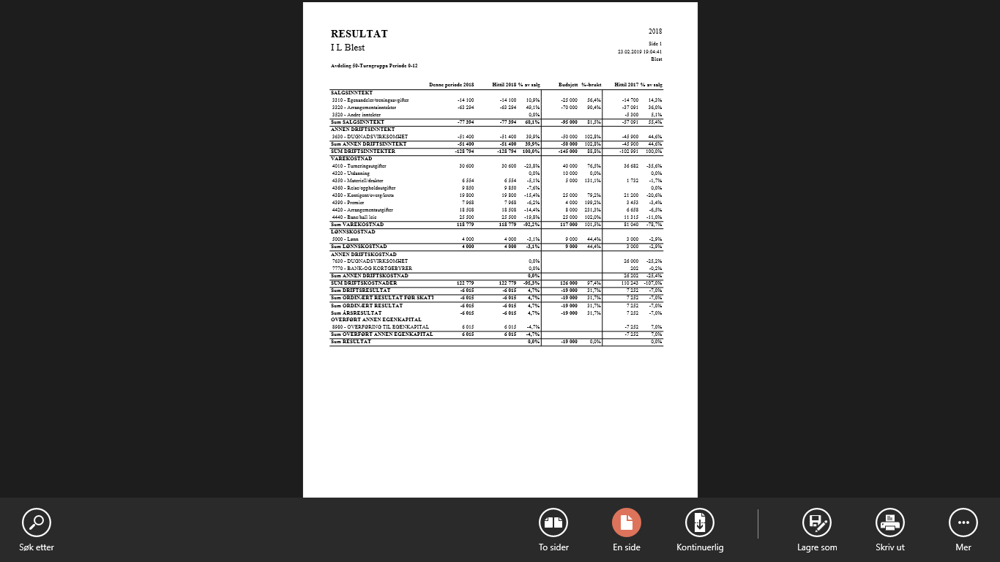 RESULTAT
2018
I L Blest
Side 1
23.02.2019 19:04:41
Blest
Avdeling 50-Turngruppa Periode 0-12
Denne periode 2018 Hittil 2018 % av salg Budsjett %-brukt Hittil 2017 % av salg
SALGSINNTEKT
3310 - Egenandeler/treningsavgifter -14 100 -14 100 10,9% -25 000 56,4% -14 700 14,3%
3320 - Arrangementsinntekter -63 294 -63 294 49,1% -70 000 90,4% -37 091 36,0%
3520 - Andre inntekter 0,0% -5 300 5,1%
Sum SALGSINNTEKT -77 394 -77 394 60,1% -95 000 81,5% -57 091 55,4%
ANNEN DRIFTSINNTEKT
3630 - DUGNADSVIRKSOMHET -51 400 -51 400 39,9% -50 000 102,8% -45 900 44,6%
Sum ANNEN DRIFTSINNTEKT -51 400 -51 400 39,9% -50 000 102,8% -45 900 44,6%
SUM DRIFTSINNTEKTER -128 794 -128 794 100,0% -145 000 88,8% -102 991 100,0%
VAREKOSTNAD
4010 - Turneringsutgifter 30 600 30 600 -23,8% 40 000 76,5% 36 682 -35,6%
4320 - Utdanning 0,0% 10 000 0,0% 0,0%
4350 - Materiell/drakter 6 554 6 554 -5,1% 5 000 131,1% 1 732 -1,7%
4360 - Reise/oppholdsutgifter 9 850 9 850 -7,6% 0,0%
4380 - Kontigent/overg/krets 19 800 19 800 -15,4% 25 000 79,2% 21 200 -20,6%
4390 - Premier 7 968 7 968 -6,2% 4 000 199,2% 3 453 -3,4%
4420 - Arrangementsutgifter 18 508 18 508 -14,4% 8 000 231,3% 6 658 -6,5%
4440 - Bane/hall leie 25 500 25 500 -19,8% 25 000 102,0% 11 315 -11,0%
Sum VAREKOSTNAD 118 779 118 779 -92,2% 117 000 101,5% 81 040 -78,7%
LØNNSKOSTNAD
5000 - Lønn 4 000 4 000 -3,1% 9 000 44,4% 3 000 -2,9%
Sum LØNNSKOSTNAD 4 000 4 000 -3,1% 9 000 44,4% 3 000 -2,9%
ANNEN DRIFTSKOSTNAD
7630 - DUGNADSVIRKSOMHET 0,0% 26 000 -25,2%
7770 - BANK-OG KORTGEBYRER 0,0% 202 -0,2%
Sum ANNEN DRIFTSKOSTNAD 0,0% 26 202 -25,4%
SUM DRIFTSKOSTNADER 122 779 122 779 -95,3% 126 000 97,4% 110 243 -107,0%
Sum DRIFTSRESULTAT -6 015 -6 015 4,7% -19 000 31,7% 7 252 -7,0%
Sum ORDINÆRT RESULTAT FØR SKATT -6 015 -6 015 4,7% -19 000 31,7% 7 252 -7,0%
Sum ORDINÆRT RESULTAT -6 015 -6 015 4,7% -19 000 31,7% 7 252 -7,0%
Sum ÅRSRESULTAT -6 015 -6 015 4,7% -19 000 31,7% 7 252 -7,0%
OVERFØRT ANNEN EGENKAPITAL
8980 - OVERFØRING TIL EGENKAPITAL 6 015 6 015 -4,7% -7 252 7,0%
Sum OVERFØRT ANNEN EGENKAPITAL 6 015 6 015 -4,7% -7 252 7,0%
Sum RESULTAT 0,0% -19 000 0,0% 0,0%
Søk etter
To sider
En side
Kontinuerlig
Lagre som
Skriv ut
Mer